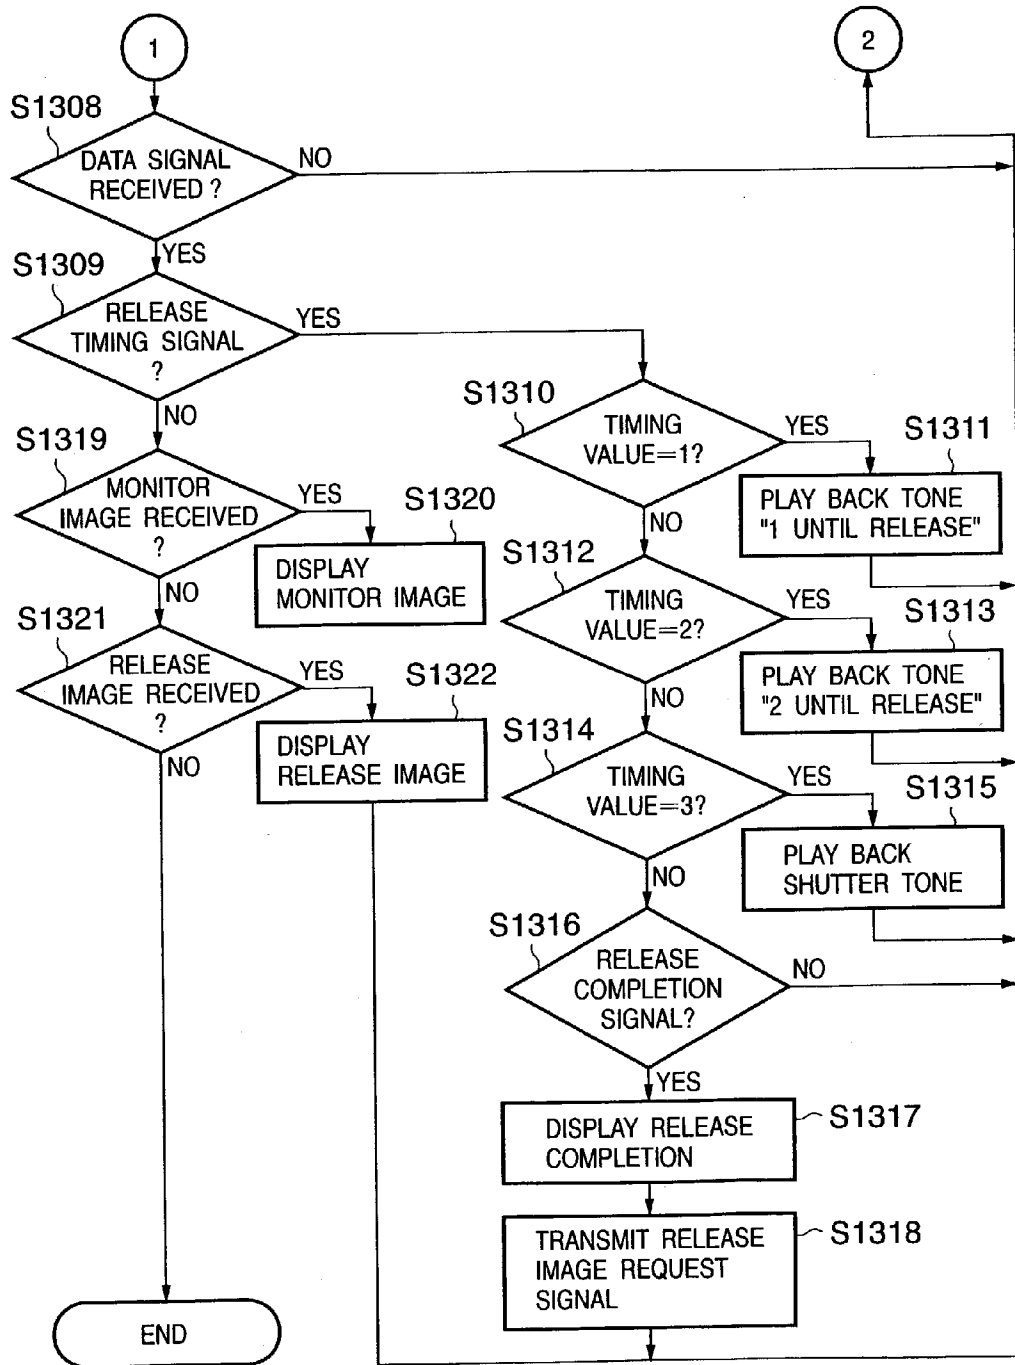 1
2
S1308
DATA SIGNAL
RECEIVED ?
NO
YES
S1309
RELEASE
TIMING SIGNAL
?
YES
NO
S1310
TIMING
VALUE=1?
YES
NO
S1311
PLAY BACK TONE
"1 UNTIL RELEASE"
S1319
MONITOR
IMAGE RECEIVED
?
YES
NO
S1320
DISPLAY
MONITOR IMAGE
S1312
TIMING
VALUE=2?
YES
NO
S1313
PLAY BACK TONE
"2 UNTIL RELEASE"
S1321
RELEASE
IMAGE RECEIVED
?
YES
NO
S1322
DISPLAY
RELEASE IMAGE
S1314
TIMING
VALUE=3?
YES
NO
S1315
PLAY BACK
SHUTTER TONE
S1316
RELEASE
COMPLETION
SIGNAL?
NO
YES
DISPLAY RELEASE
COMPLETION
S1317
TRANSMIT RELEASE
IMAGE REQUEST
SIGNAL
S1318
END